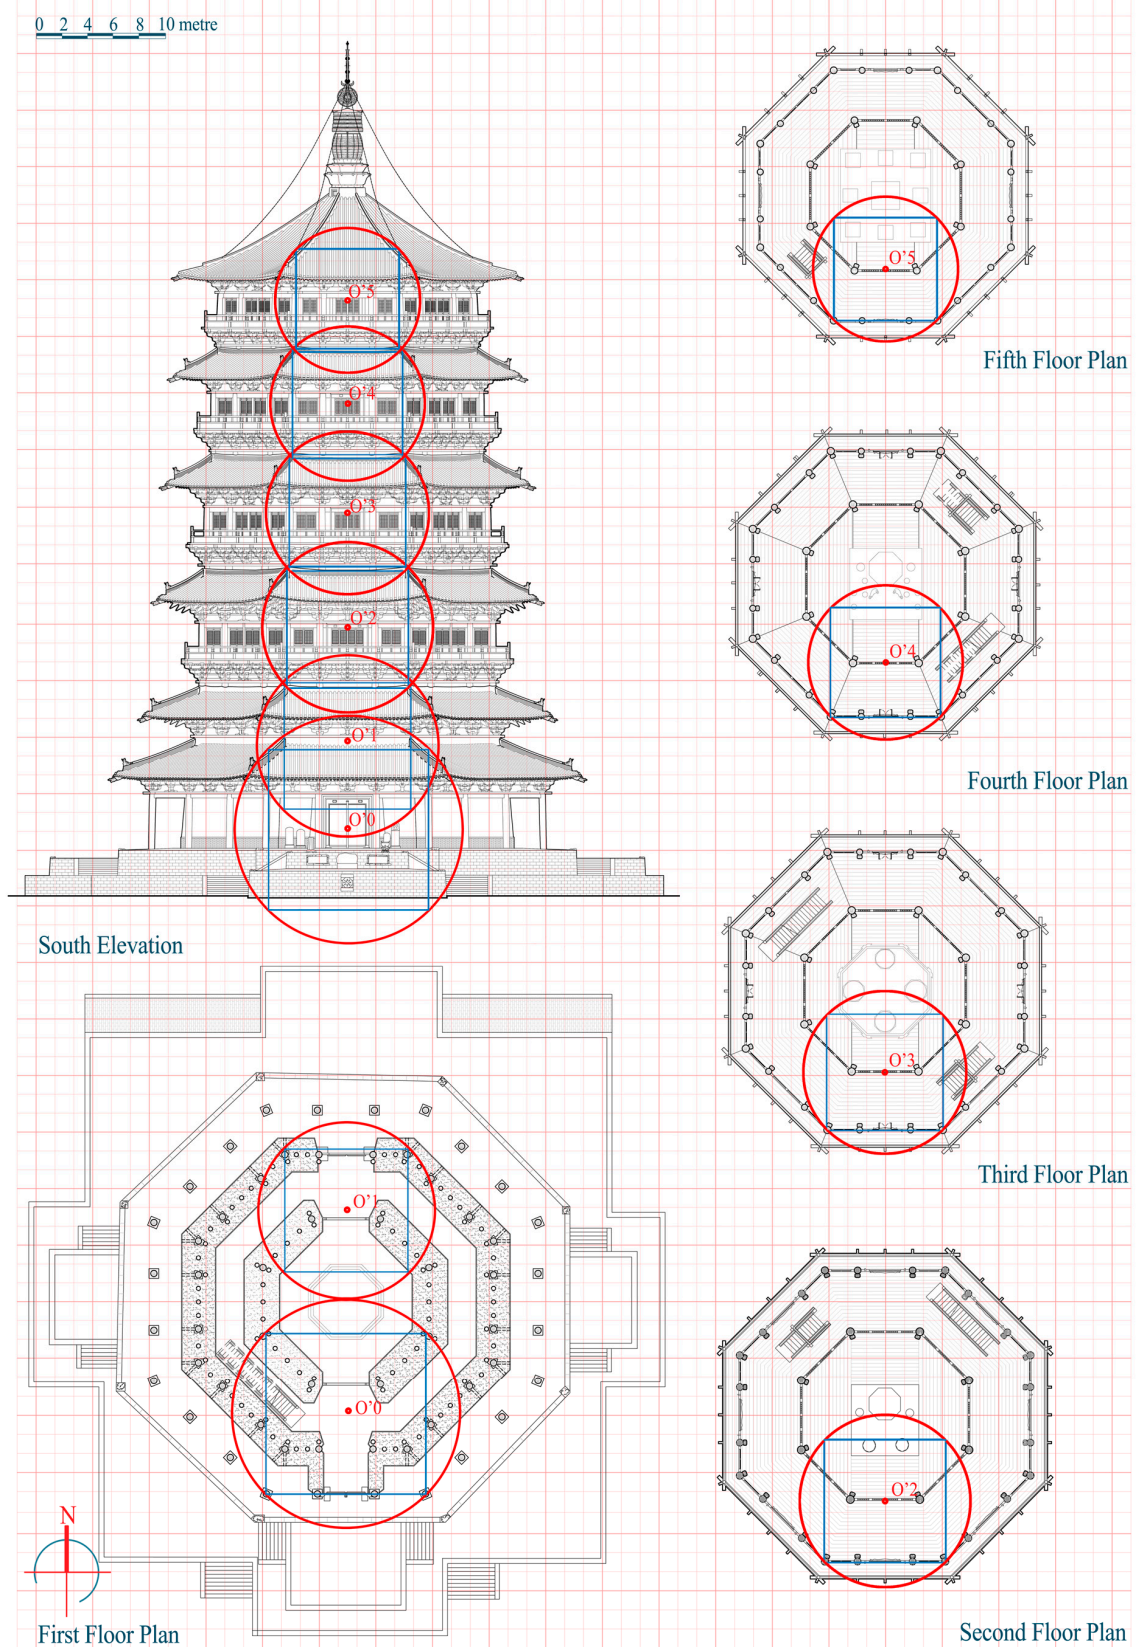 0 2 4 6 8 10 metre
O'5
O'4
O'3
O'2
O'1
O'0
South Elevation
O'5
Fifth Floor Plan
O'4
Fourth Floor Plan
O'3
Third Floor Plan
O'2
Second Floor Plan
O'1
O'0
N
First Floor Plan